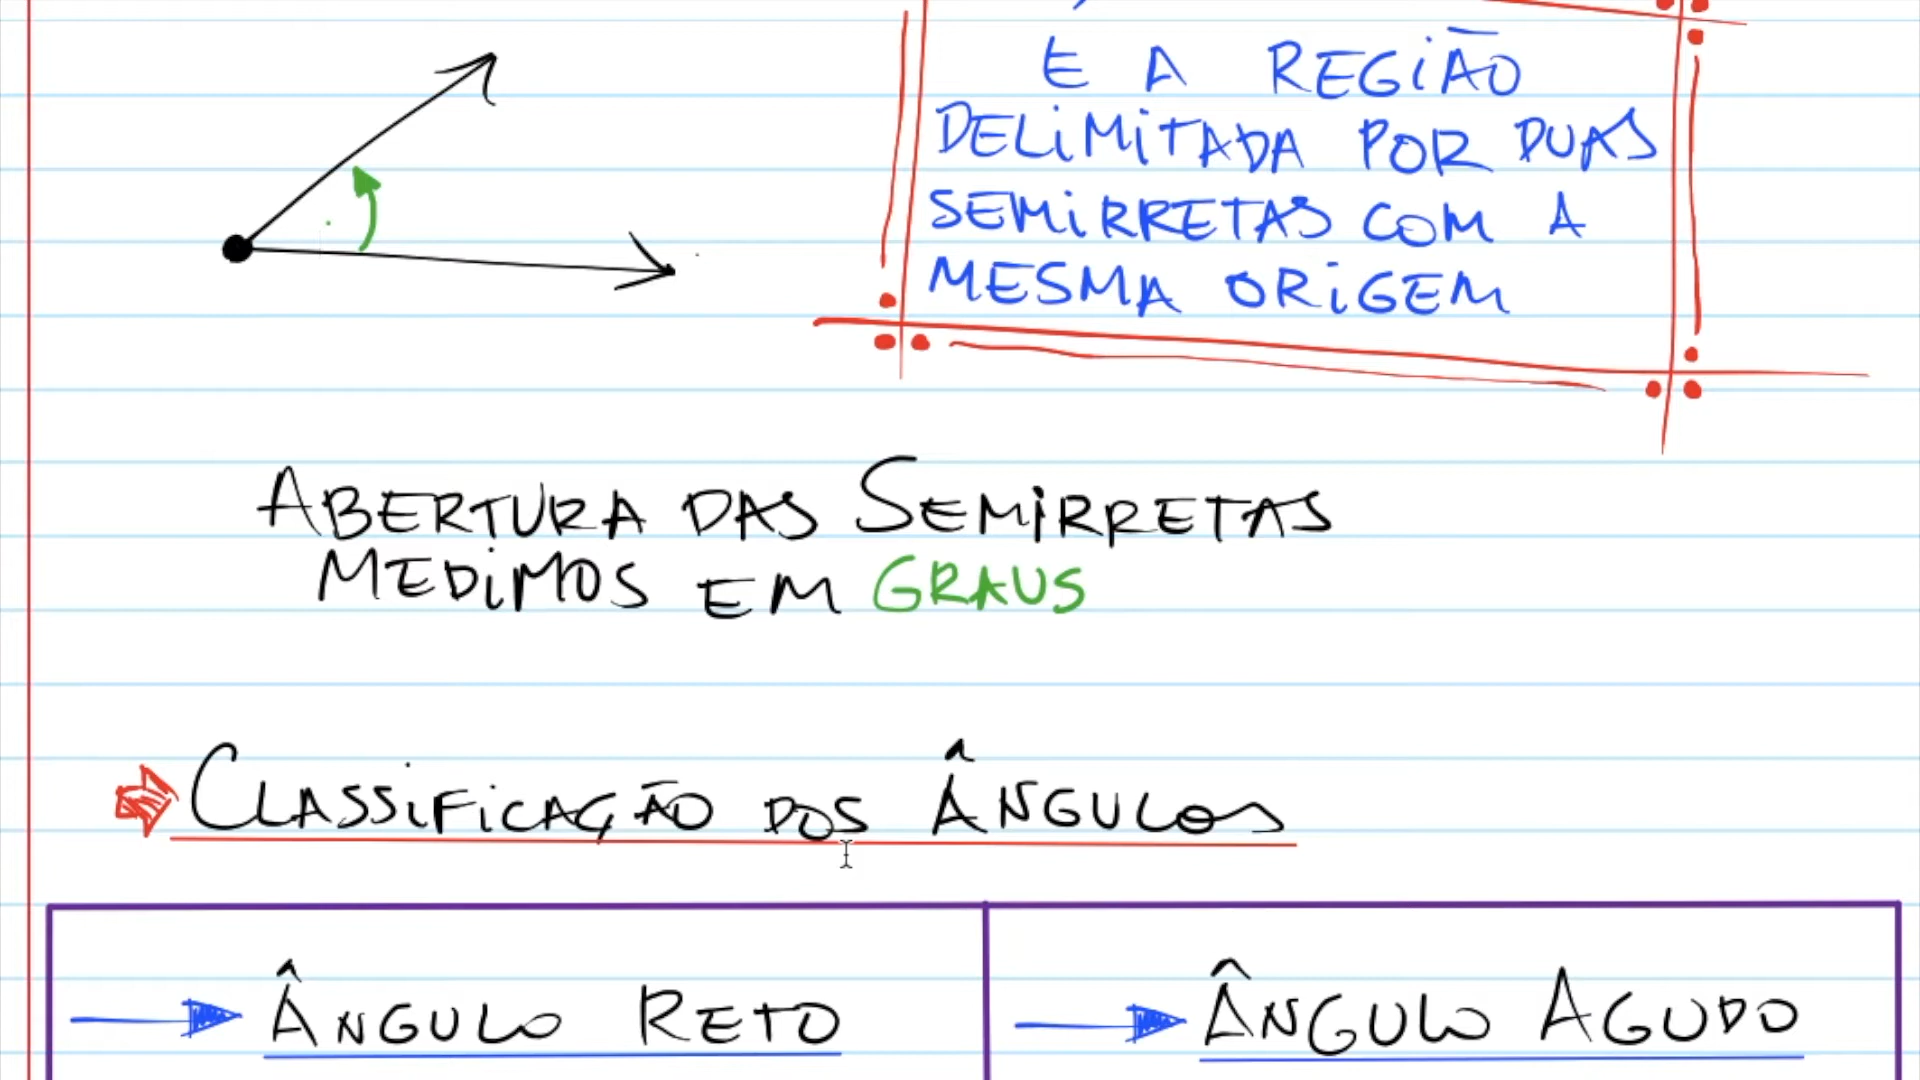 É A REGIÃO
DELIMITADA POR DUAS
SEMIRRETAS COM A
MESMA ORIGEM
ABERTURA DAS SEMIRRETAS
MEDIMOS EM GRAUS
CLASSIFICAÇÃO DOS ÂNGULOS
ÂNGULO RETO
ÂNGULO AGUDO